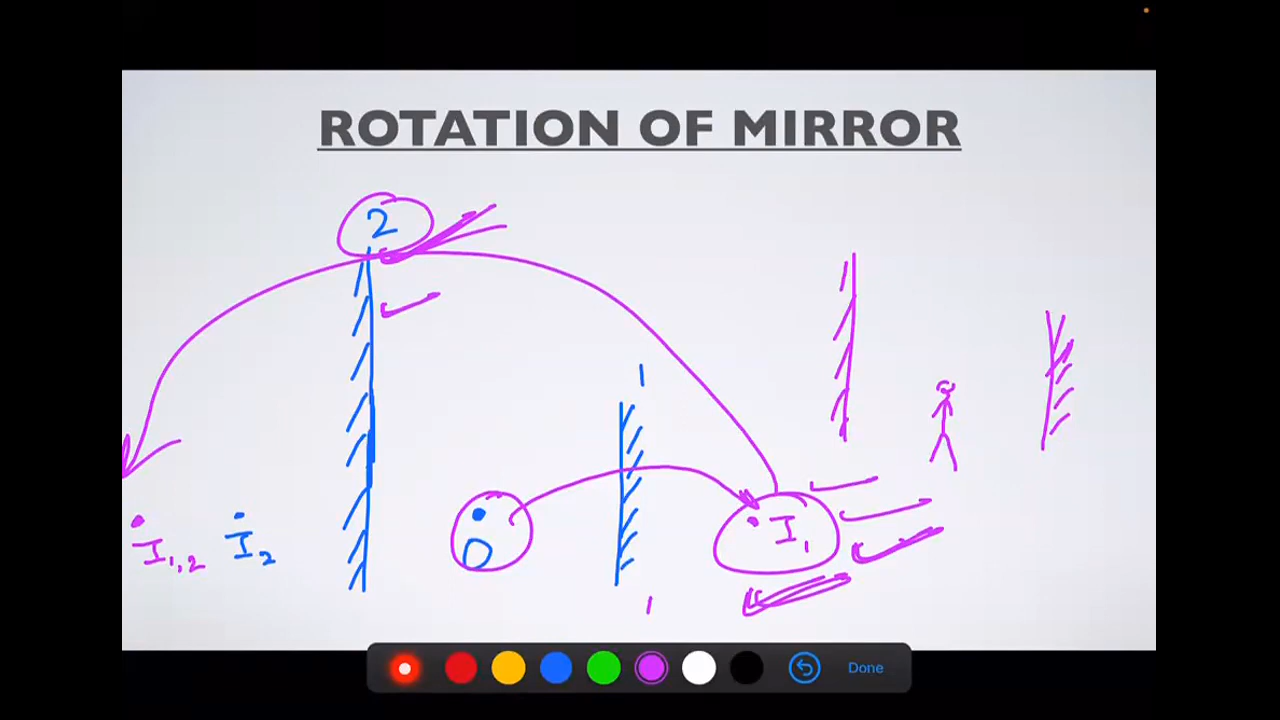 ROTATION OF MIRROR
2
1
O
I₁
I₁,₂ I₂
1
Done